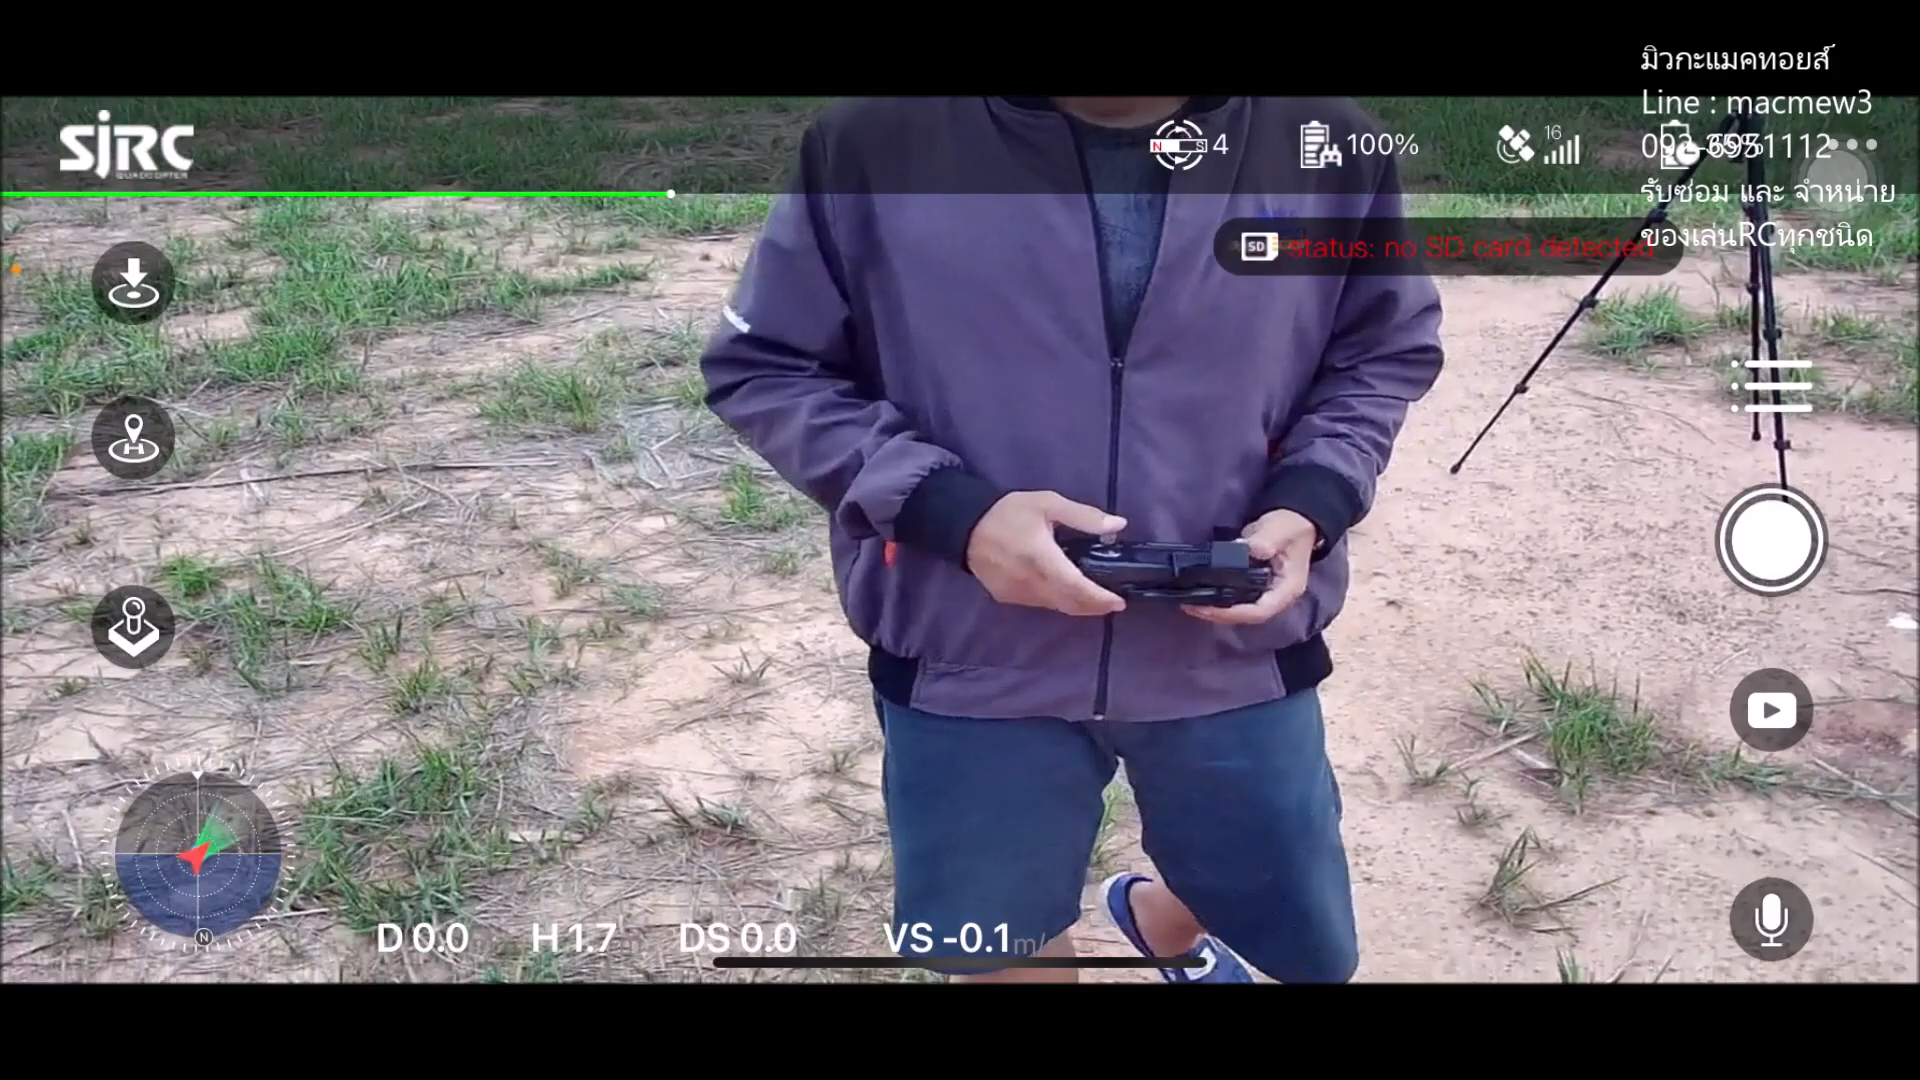 มิวกะแมคทอยส์
Line : macmew3
SJRC
QUADCOPTER
N S 4
100%
16
รับซ่อม และ จำหน่าย
ของเล่นRCทุกชนิด
SD status: no SD card detected
N
D 0.0 H 1.7 DS 0.0 VS -0.1m/